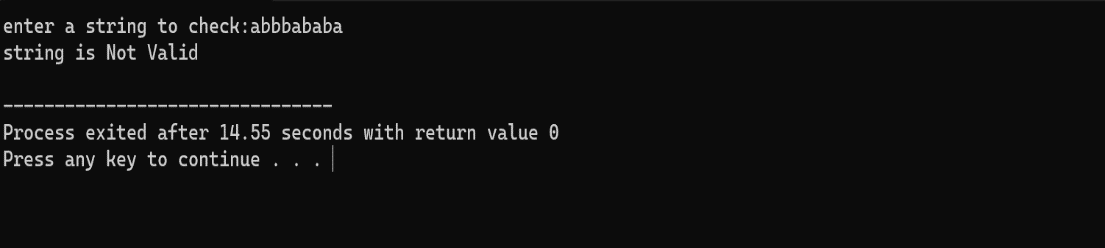 enter a string to check:abbbababa
string is Not Valid
--------------------------------
Process exited after 14.55 seconds with return value 0
Press any key to continue . . .